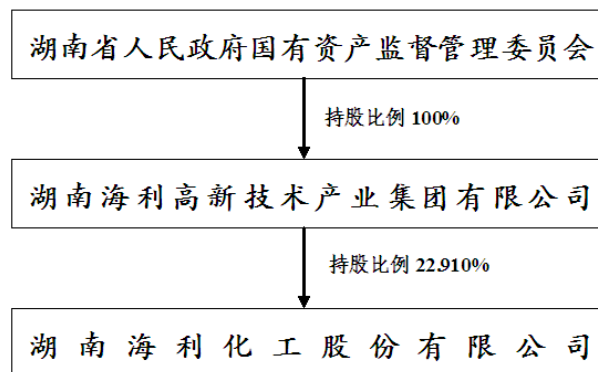 湖南省人民政府国有资产监督管理委员会
持股比例 100%
湖南海利高新技术产业集团有限公司
持股比例 22.910%
湖南海利化工股份有限公司